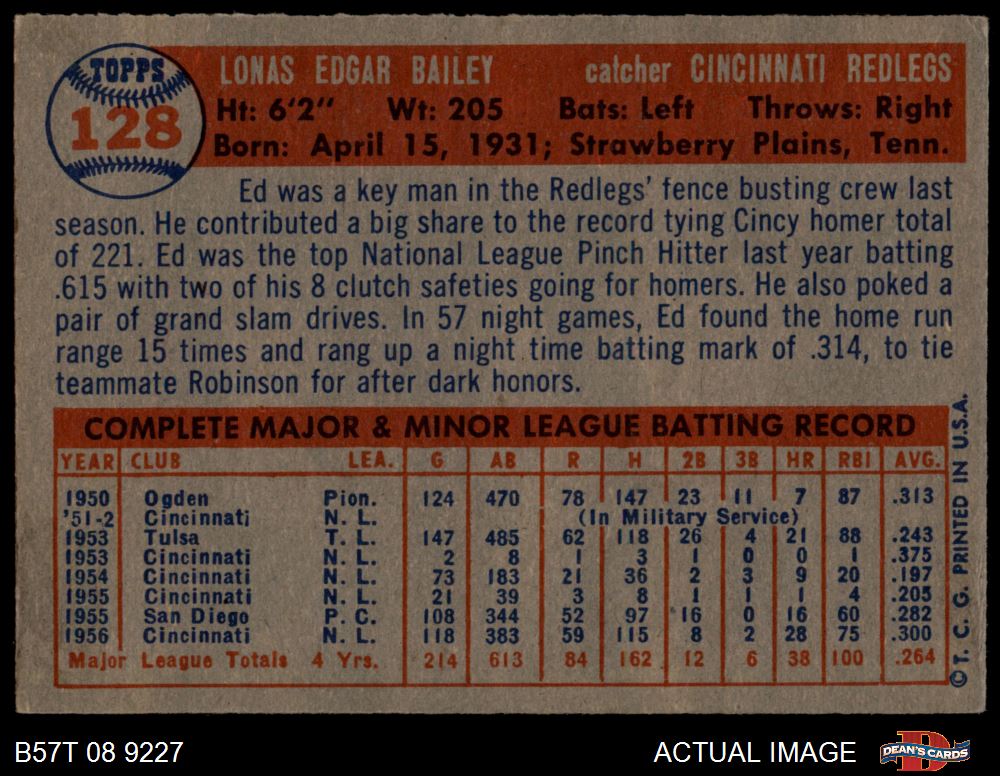 TOPPS
128
LONAS EDGAR BAILEY catcher CINCINNATI REDLEGS
Ht: 6'2" Wt: 205 Bats: Left Throws: Right
Born: April 15, 1931; Strawberry Plains, Tenn.
Ed was a key man in the Redlegs' fence busting crew last
season. He contributed a big share to the record tying Cincy homer total
of 221. Ed was the top National League Pinch Hitter last year batting
.615 with two of his 8 clutch safeties going for homers. He also poked a
pair of grand slam drives. In 57 night games, Ed found the home run
range 15 times and rang up a night time batting mark of .314, to tie
teammate Robinson for after dark honors.
COMPLETE MAJOR & MINOR LEAGUE BATTING RECORD
YEAR CLUB LEA. G AB R H 2B 3B HR RBI AVG.
1950 Ogden Pion. 124 470 78 147 23 11 7 87 .313
'51-2 Cincinnati N. L. (In Military Service)
1953 Tulsa T. L. 147 485 62 118 26 4 21 88 .243
1953 Cincinnati N. L. 2 8 1 3 1 0 0 1 .375
1954 Cincinnati N. L. 73 183 21 36 2 3 9 20 .197
1955 Cincinnati N. L. 21 39 3 8 1 1 1 4 .205
1955 San Diego P. C. 108 344 52 97 16 0 16 60 .282
1956 Cincinnati N. L. 118 383 59 115 8 2 28 75 .300
Major League Totals 4 Yrs. 214 613 84 162 12 6 38 100 .264
© T. C. G. PRINTED IN U.S.A.
B57T 08 9227 ACTUAL IMAGE
D
DEAN'S CARDS